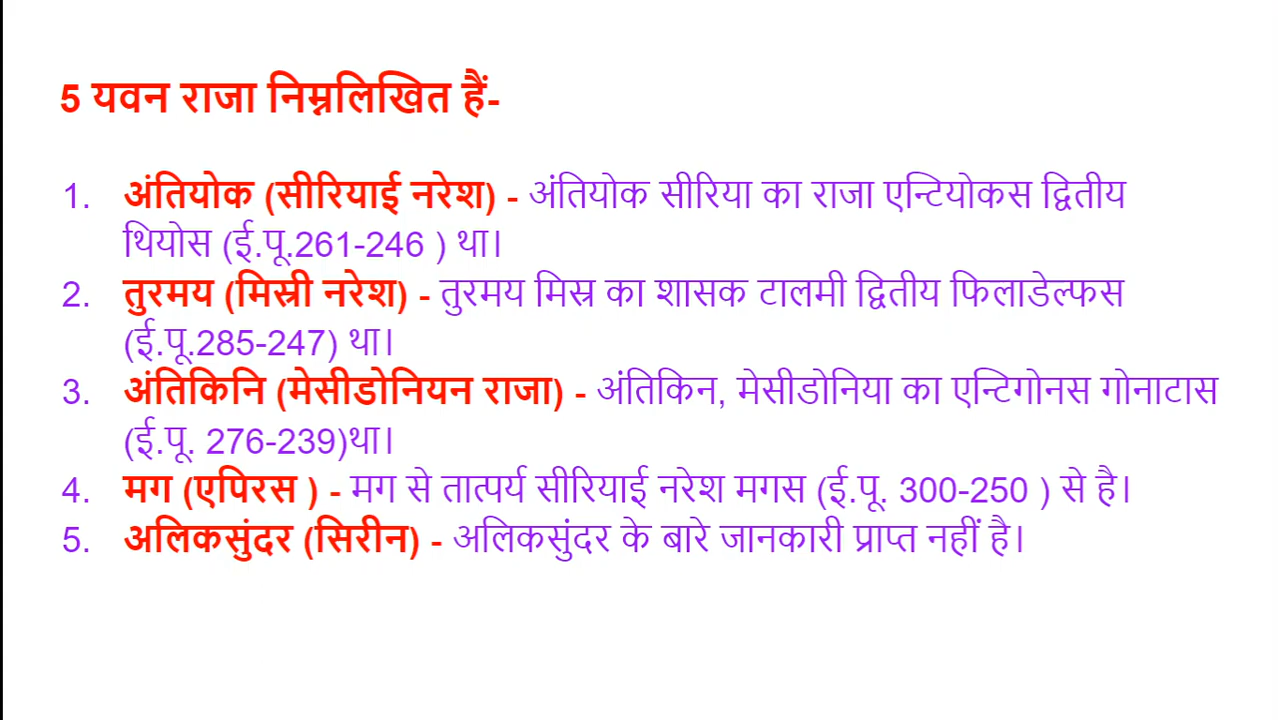 5 यवन राजा निम्नलिखित हैं-
1. अंतियोक (सीरियाई नरेश) - अंतियोक सीरिया का राजा एन्टियोकस द्वितीय
थियोस (ई.पू.261-246 ) था।
2. तुरमय (मिस्री नरेश) - तुरमय मिस्र का शासक टालमी द्वितीय फिलाडेल्फस
(ई.पू.285-247) था।
3. अंतिकिनि (मेसीडोनियन राजा) - अंतिकिन, मेसीडोनिया का एन्टिगोनस गोनाटास
(ई.पू. 276-239)था।
4. मग (एपिरस ) - मग से तात्पर्य सीरियाई नरेश मगस (ई.पू. 300-250 ) से है।
5. अलिकसुंदर (सिरीन) - अलिकसुंदर के बारे जानकारी प्राप्त नहीं है।